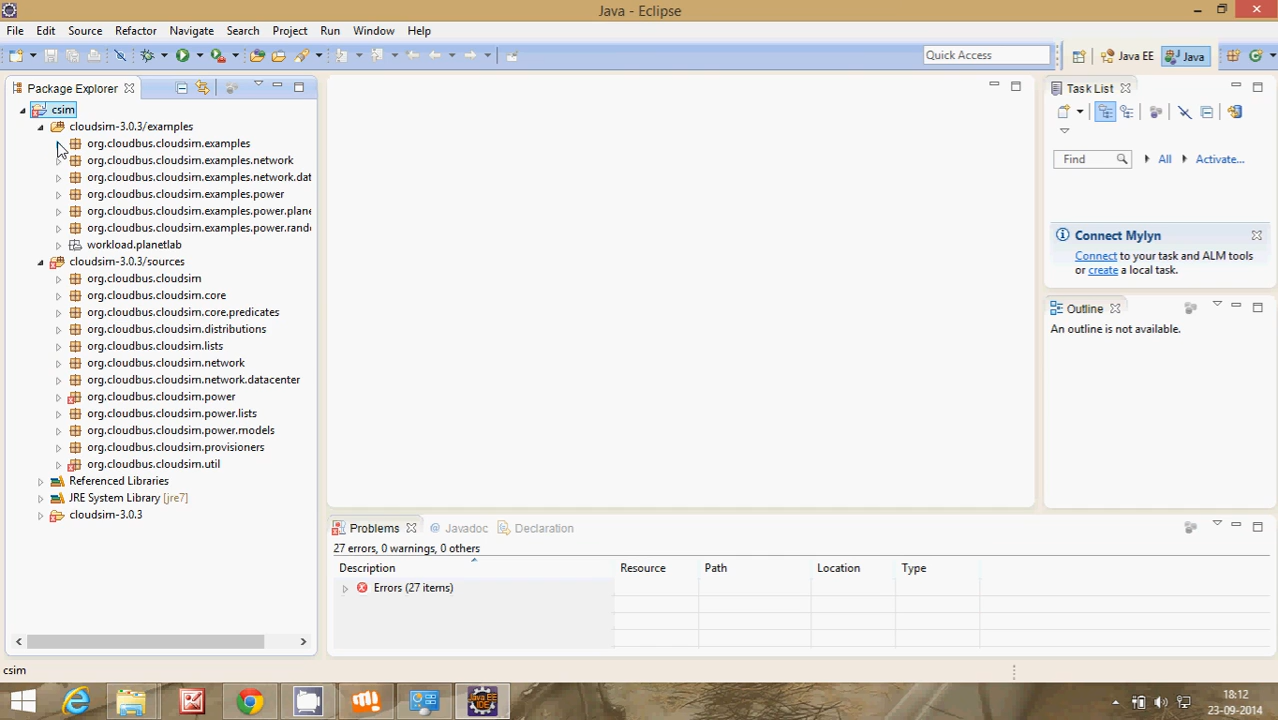 Java - Eclipse
File Edit Source Refactor Navigate Search Project Run Window Help
Quick Access
Java EE
Java
Package Explorer
csim
cloudsim-3.0.3/examples
org.cloudbus.cloudsim.examples
org.cloudbus.cloudsim.examples.network
org.cloudbus.cloudsim.examples.network.dat
org.cloudbus.cloudsim.examples.power
org.cloudbus.cloudsim.examples.power.plane
org.cloudbus.cloudsim.examples.power.rando
workload.planetlab
cloudsim-3.0.3/sources
org.cloudbus.cloudsim
org.cloudbus.cloudsim.core
org.cloudbus.cloudsim.core.predicates
org.cloudbus.cloudsim.distributions
org.cloudbus.cloudsim.lists
org.cloudbus.cloudsim.network
org.cloudbus.cloudsim.network.datacenter
org.cloudbus.cloudsim.power
org.cloudbus.cloudsim.power.lists
org.cloudbus.cloudsim.power.models
org.cloudbus.cloudsim.provisioners
org.cloudbus.cloudsim.util
Referenced Libraries
JRE System Library [jre7]
cloudsim-3.0.3
Task List
Find All Activate...
Connect Mylyn
Connect to your task and ALM tools
or create a local task.
Outline
An outline is not available.
Problems Javadoc Declaration
27 errors, 0 warnings, 0 others
Description Resource Path Location Type
Errors (27 items)
csim
Java EE
IDE
18:12
23-09-2014